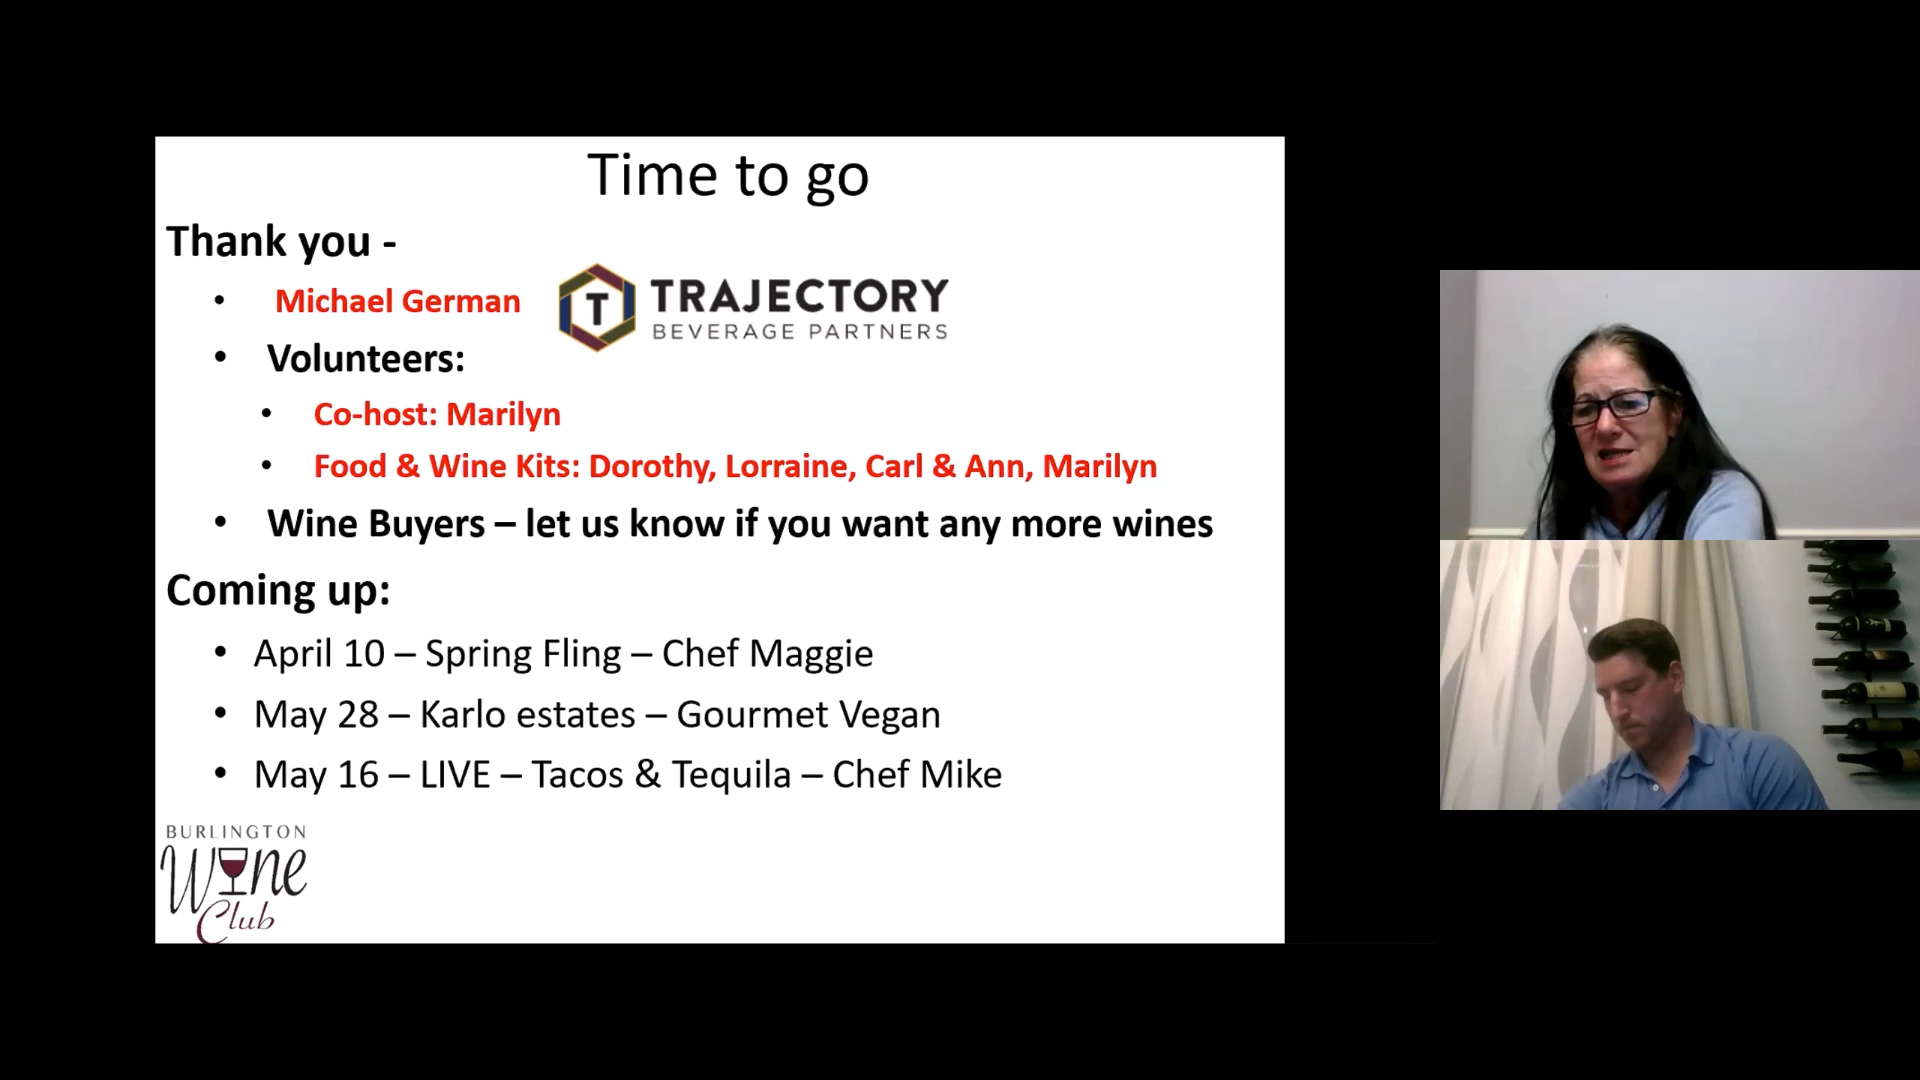 Time to go
Thank you -
• Michael German
T TRAJECTORY
BEVERAGE PARTNERS
• Volunteers:
• Co-host: Marilyn
• Food & Wine Kits: Dorothy, Lorraine, Carl & Ann, Marilyn
• Wine Buyers – let us know if you want any more wines
Coming up:
• April 10 – Spring Fling – Chef Maggie
• May 28 – Karlo estates – Gourmet Vegan
• May 16 – LIVE – Tacos & Tequila – Chef Mike
BURLINGTON
Wine
Club